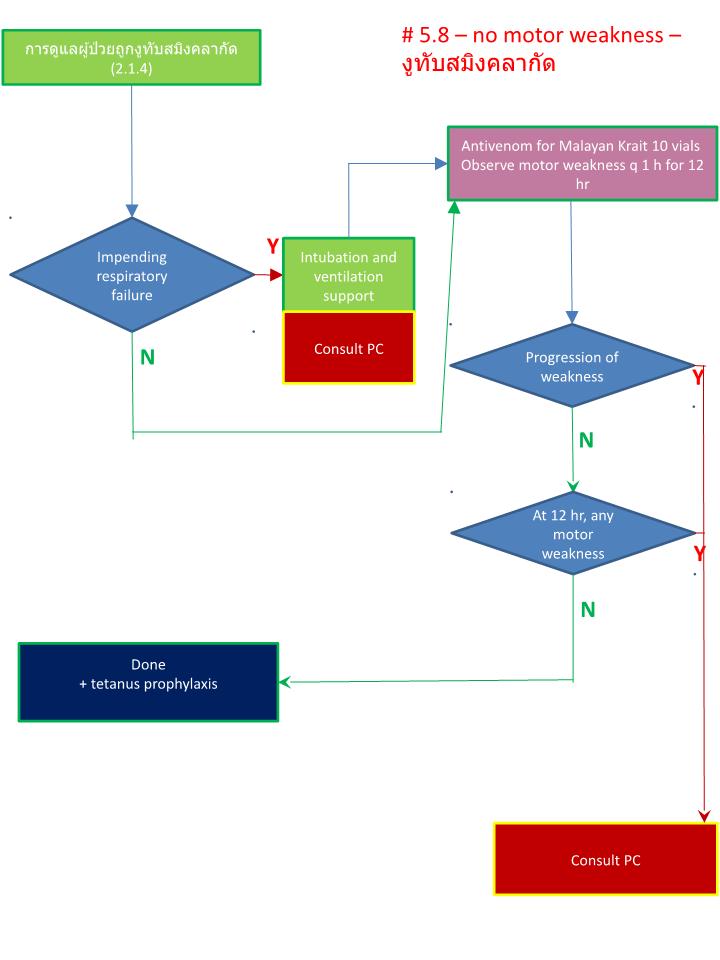 # 5.8 – no motor weakness –
งูทับสมิงคลากัด
การดูแลผู้ป่วยถูกงูทับสมิงคลากัด
(2.1.4)
Antivenom for Malayan Krait 10 vials
Observe motor weakness q 1 h for 12
hr
Impending
respiratory
failure
Y
Intubation and
ventilation
support
Consult PC
N
Progression of
weakness
Y
N
At 12 hr, any
motor
weakness
Y
N
Done
+ tetanus prophylaxis
Consult PC